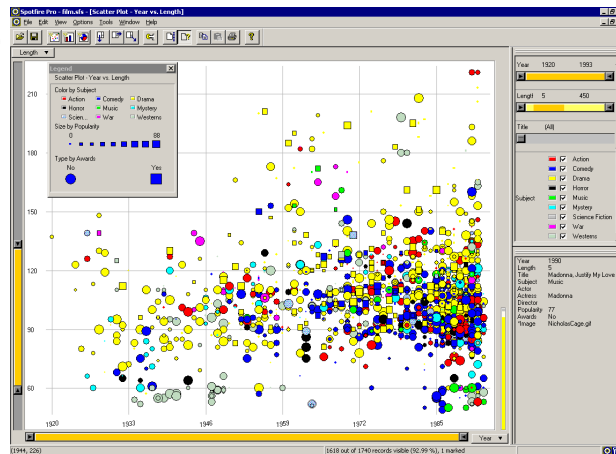 Spotfire Pro - film.sfs - [Scatter Plot - Year vs. Length]
File Edit View Options Tools Window Help
Length
Legend
Scatter Plot - Year vs. Length
Color by Subject
Action Comedy Drama
Horror Music Mystery
Scien... War Westerns
Size by Popularity
0 88
Type by Awards
No Yes
210
180
150
120
90
60
1920 1933 1946 1959 1972 1985
Year
Year 1920 1993
Length 5 450
Title (All)
Subject
Action
Comedy
Drama
Horror
Music
Mystery
Science Fiction
War
Westerns
Year 1990
Length 5
Title Madonna, Justify My Love
Subject Music
Actor
Actress Madonna
Director
Popularity 77
Awards No
*Image NicholasCage.gif
(1944, 226) 1618 out of 1740 records visible (92.99 %), 1 marked